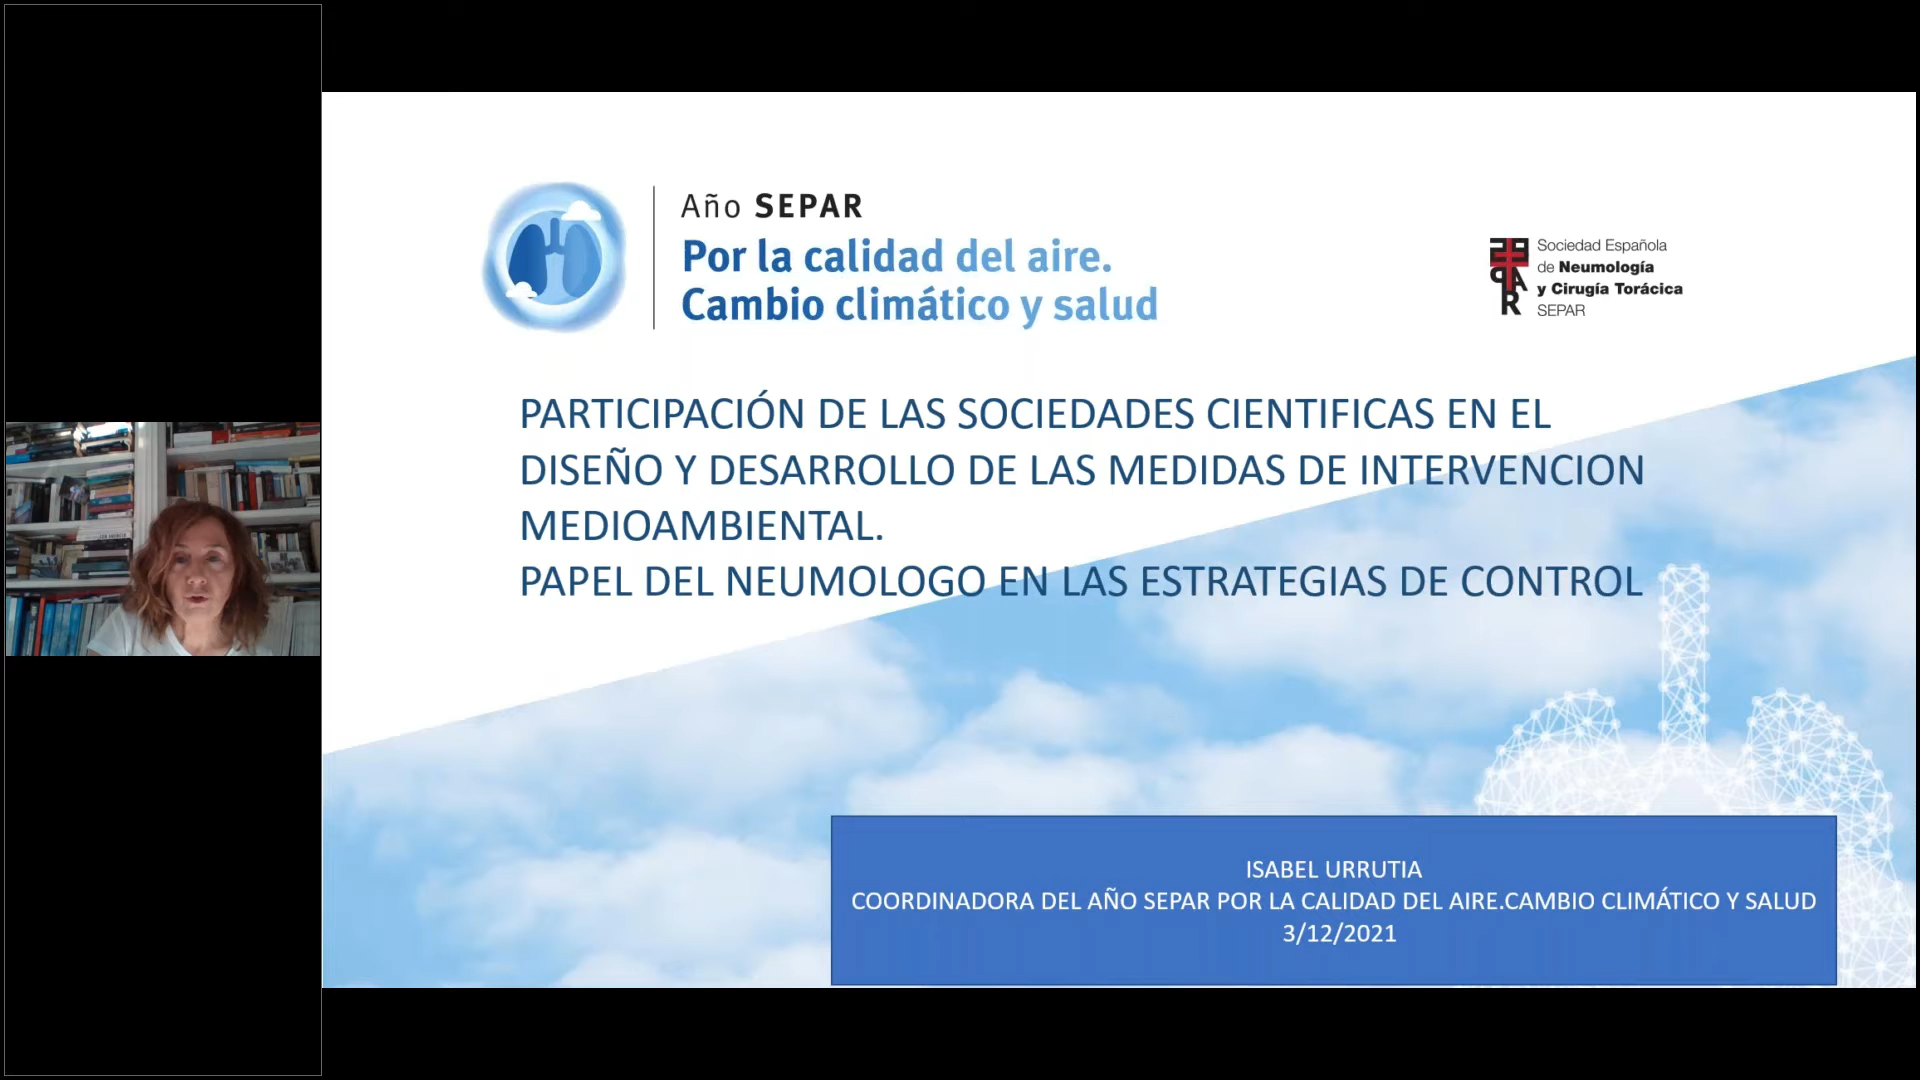 Año SEPAR
Por la calidad del aire.
Cambio climático y salud
Sociedad Española
de Neumología
y Cirugía Torácica
SEPAR
PARTICIPACIÓN DE LAS SOCIEDADES CIENTIFICAS EN EL
DISEÑO Y DESARROLLO DE LAS MEDIDAS DE INTERVENCION
MEDIOAMBIENTAL.
PAPEL DEL NEUMOLOGO EN LAS ESTRATEGIAS DE CONTROL
ISABEL URRUTIA
COORDINADORA DEL AÑO SEPAR POR LA CALIDAD DEL AIRE.CAMBIO CLIMÁTICO Y SALUD
3/12/2021